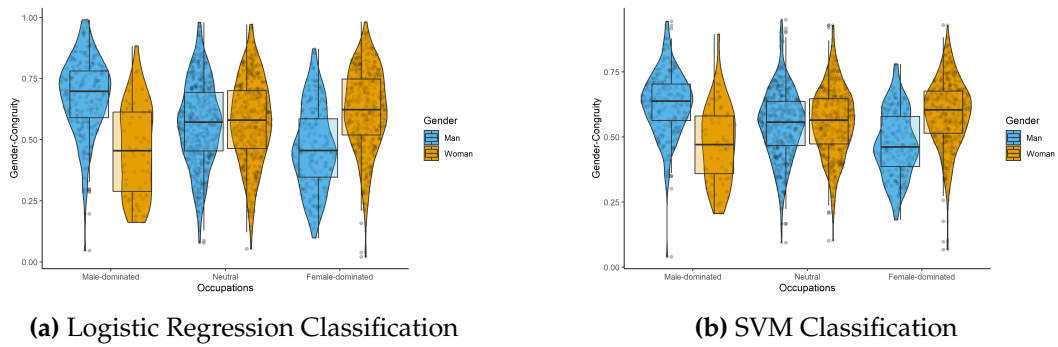 1.00
0.75
0.50
0.25
0.00
Gender-Congruity
Male-dominated Neutral Female-dominated
Occupations
Gender
Man
Woman
(a) Logistic Regression Classification
0.75
0.50
0.25
0.00
Gender-Congruity
Male-dominated Neutral Female-dominated
Occupations
Gender
Man
Woman
(b) SVM Classification